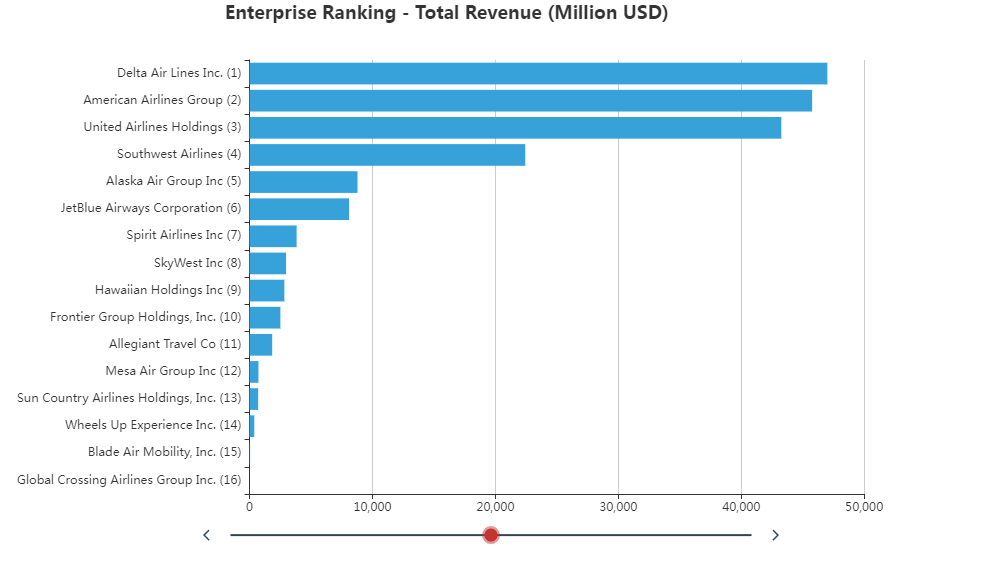 Enterprise Ranking - Total Revenue (Million USD)
Delta Air Lines Inc. (1)
American Airlines Group (2)
United Airlines Holdings (3)
Southwest Airlines (4)
Alaska Air Group Inc (5)
JetBlue Airways Corporation (6)
Spirit Airlines Inc (7)
SkyWest Inc (8)
Hawaiian Holdings Inc (9)
Frontier Group Holdings, Inc. (10)
Allegiant Travel Co (11)
Mesa Air Group Inc (12)
Sun Country Airlines Holdings, Inc. (13)
Wheels Up Experience Inc. (14)
Blade Air Mobility, Inc. (15)
Global Crossing Airlines Group Inc. (16)
0 10,000 20,000 30,000 40,000 50,000